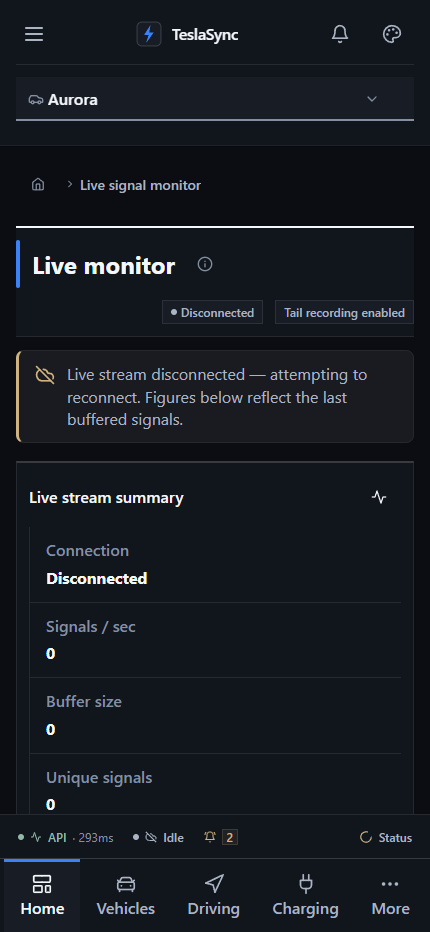 TeslaSync
Aurora
Live signal monitor
Live monitor
Disconnected
Tail recording enabled
Live stream disconnected — attempting to
reconnect. Figures below reflect the last
buffered signals.
Live stream summary
Connection
Disconnected
Signals / sec
0
Buffer size
0
Unique signals
0
API · 293ms
Idle
2
Status
Home
Vehicles
Driving
Charging
More